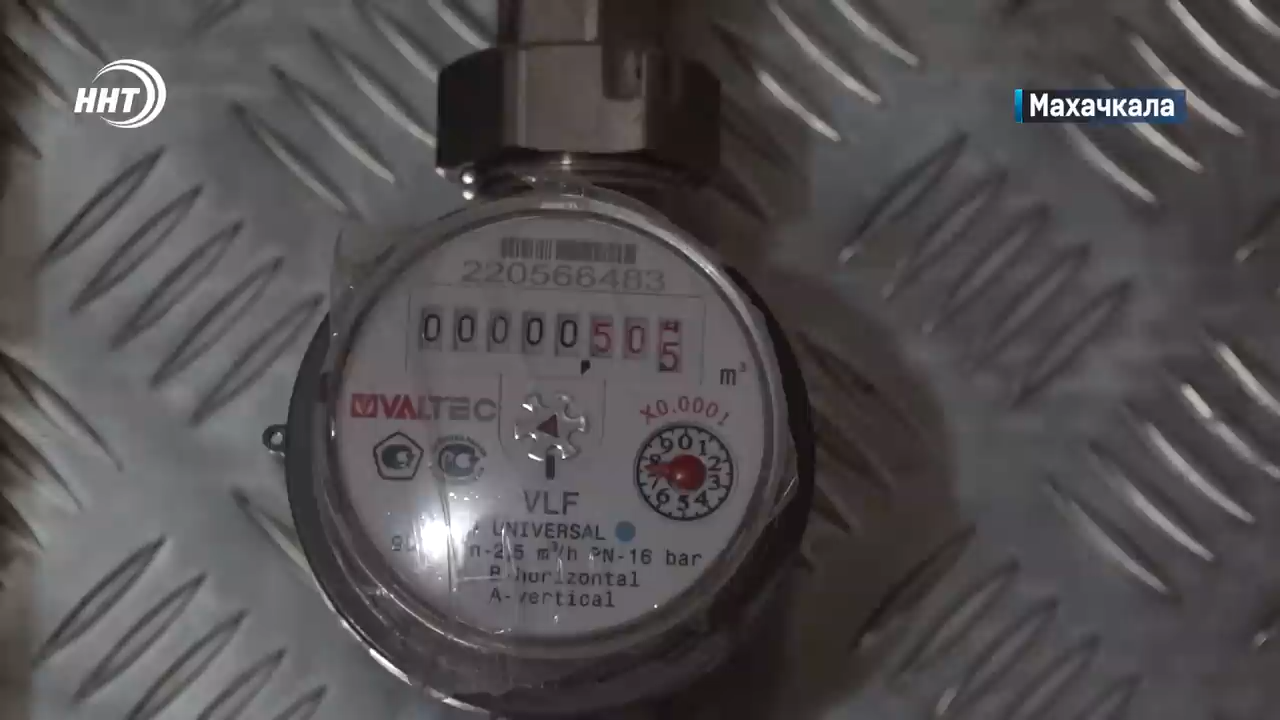 ННТ
Махачкала
220566483
00000505
m³
VALTEC
X0.0001
9 0 1 2 3 4 5 6 7 8
VLF
UNIVERSAL
n-2,5 m³/h PN-16 bar
B-horizontal
A-vertical